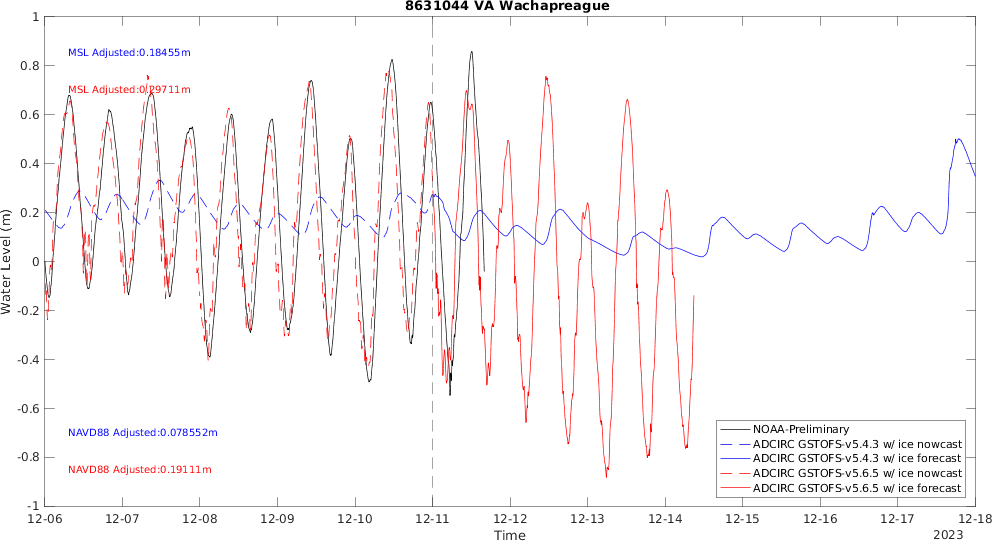 8631044 VA Wachapreague
MSL Adjusted:0.18455m
MSL Adjusted:0.29711m
NAVD88 Adjusted:0.078552m
NAVD88 Adjusted:0.19111m
Water Level (m)
1
0.8
0.6
0.4
0.2
0
-0.2
-0.4
-0.6
-0.8
-1
NOAA-Preliminary
ADCIRC GSTOFS-v5.4.3 w/ ice nowcast
ADCIRC GSTOFS-v5.4.3 w/ ice forecast
ADCIRC GSTOFS-v5.6.5 w/ ice nowcast
ADCIRC GSTOFS-v5.6.5 w/ ice forecast
12-06 12-07 12-08 12-09 12-10 12-11 12-12 12-13 12-14 12-15 12-16 12-17 12-18
Time
2023